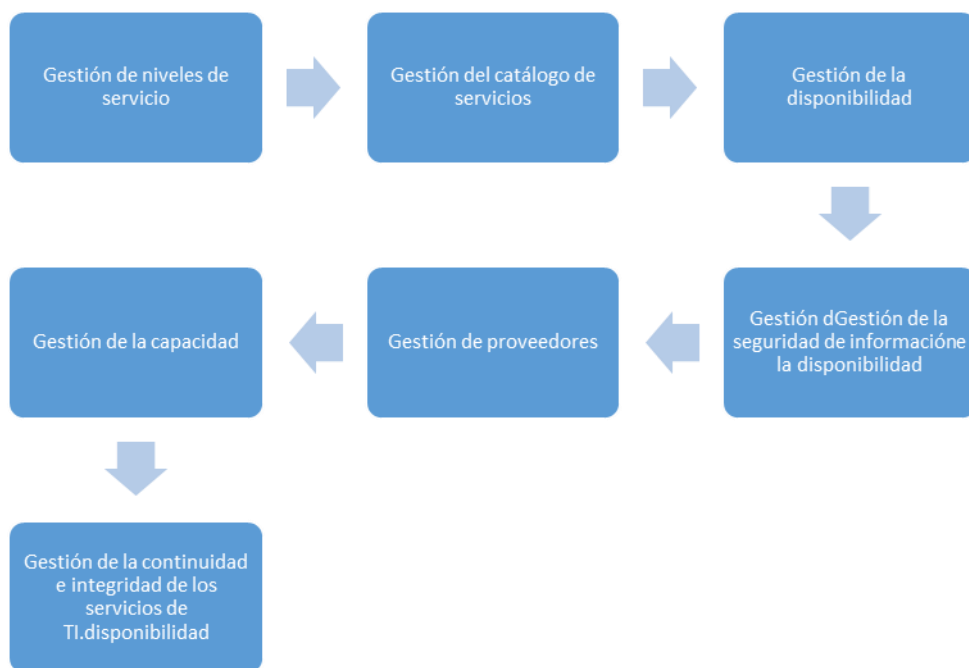 Gestión de niveles de
servicio
Gestión del catálogo de
servicios
Gestión de la
disponibilidad
Gestión dGestión de la
seguridad de informacióne
la disponibilidad
Gestión de proveedores
Gestión de la capacidad
Gestión de la continuidad
e integridad de los
servicios de
TI.disponibilidad